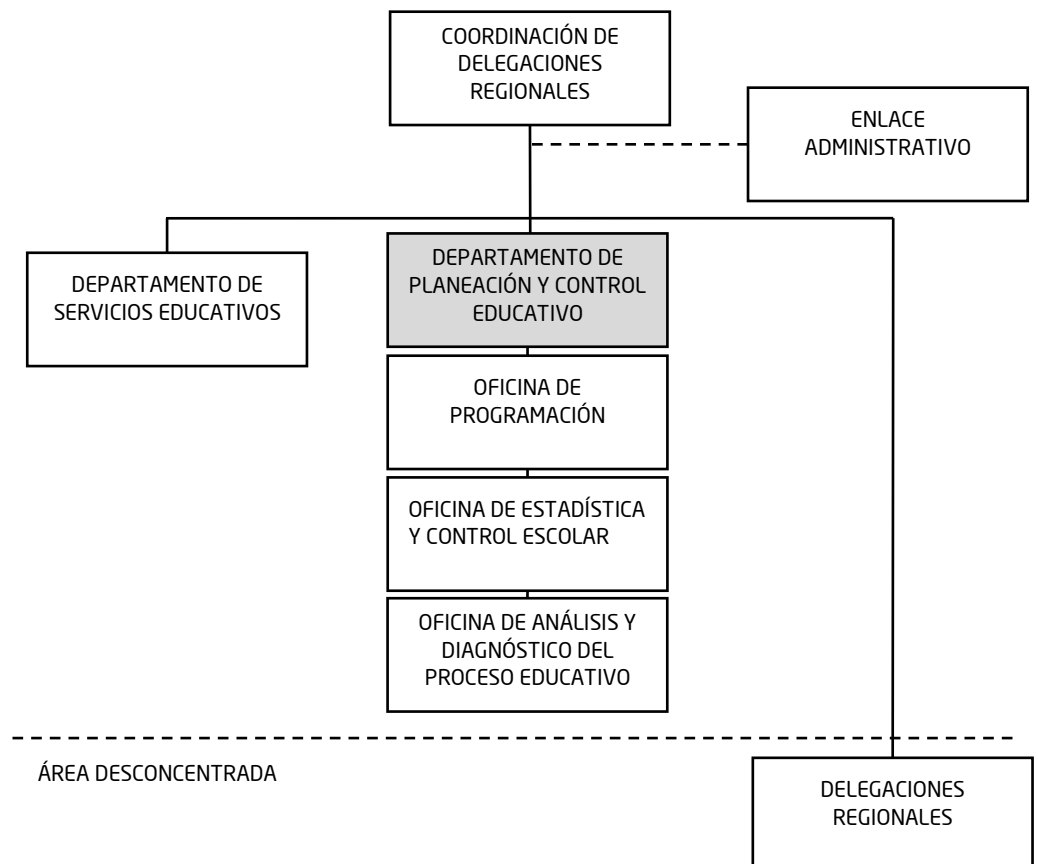 COORDINACIÓN DE
DELEGACIONES
REGIONALES
ENLACE
ADMINISTRATIVO
DEPARTAMENTO DE
SERVICIOS EDUCATIVOS
DEPARTAMENTO DE
PLANEACIÓN Y CONTROL
EDUCATIVO
OFICINA DE
PROGRAMACIÓN
OFICINA DE ESTADÍSTICA
Y CONTROL ESCOLAR
OFICINA DE ANÁLISIS Y
DIAGNÓSTICO DEL
PROCESO EDUCATIVO
ÁREA DESCONCENTRADA
DELEGACIONES
REGIONALES